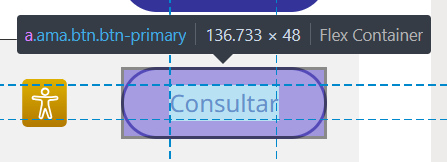 a.ama.btn.btn-primary 136.733 × 48 Flex Container
Consultar